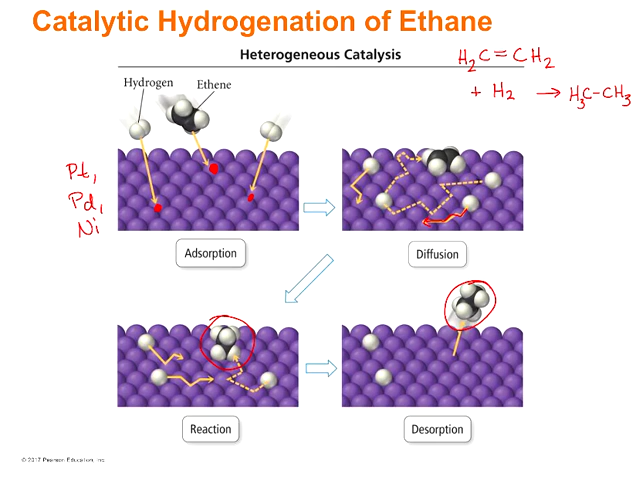 Catalytic Hydrogenation of Ethane
Heterogeneous Catalysis
H₂C=CH₂
+ H₂ → H₃C-CH₃
Hydrogen
Ethene
Pt,
Pd,
Ni
Adsorption
Diffusion
Reaction
Desorption
© 2017 Pearson Education, Inc.